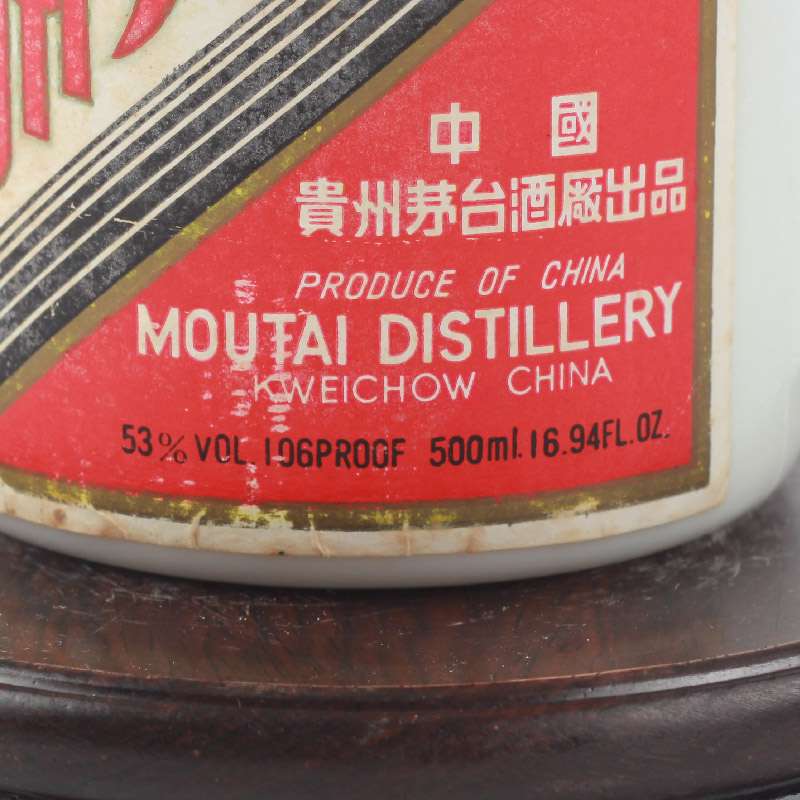 中國
貴州茅台酒廠出品
PRODUCE OF CHINA
MOUTAI DISTILLERY
KWEICHOW CHINA
53% VOL 106PROOF 500ml. 16.94FL.OZ.